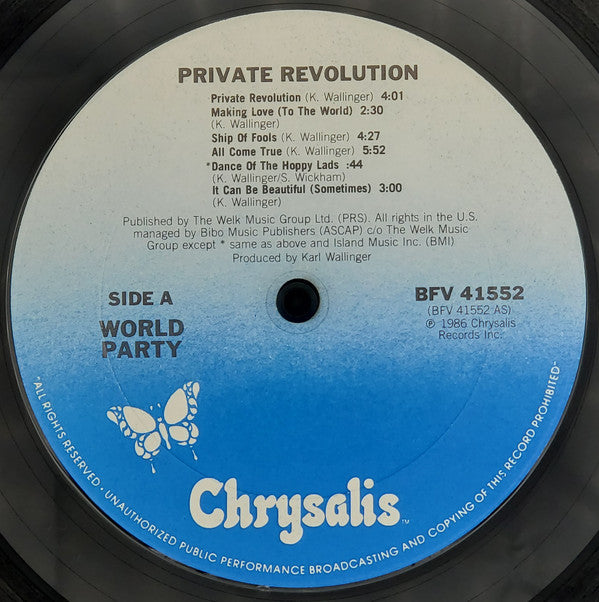 PRIVATE REVOLUTION
Private Revolution (K. Wallinger) 4:01
Making Love (To The World) 2:30
(K. Wallinger)
Ship Of Fools (K. Wallinger) 4:27
All Come True (K. Wallinger) 5:52
*Dance Of The Hoppy Lads :44
(K. Wallinger/S. Wickham)
It Can Be Beautiful (Sometimes) 3:00
(K. Wallinger)
Published by The Welk Music Group Ltd. (PRS). All rights in the U.S.
managed by Bibo Music Publishers (ASCAP) c/o The Welk Music
Group except * same as above and Island Music Inc. (BMI)
Produced by Karl Wallinger
SIDE A
WORLD
PARTY
BFV 41552
(BFV 41552 AS)
℗ 1986 Chrysalis
Records Inc.
Chrysalis™
-ALL RIGHTS RESERVED • UNAUTHORIZED PUBLIC PERFORMANCE BROADCASTING AND COPYING OF THIS RECORD PROHIBITED-